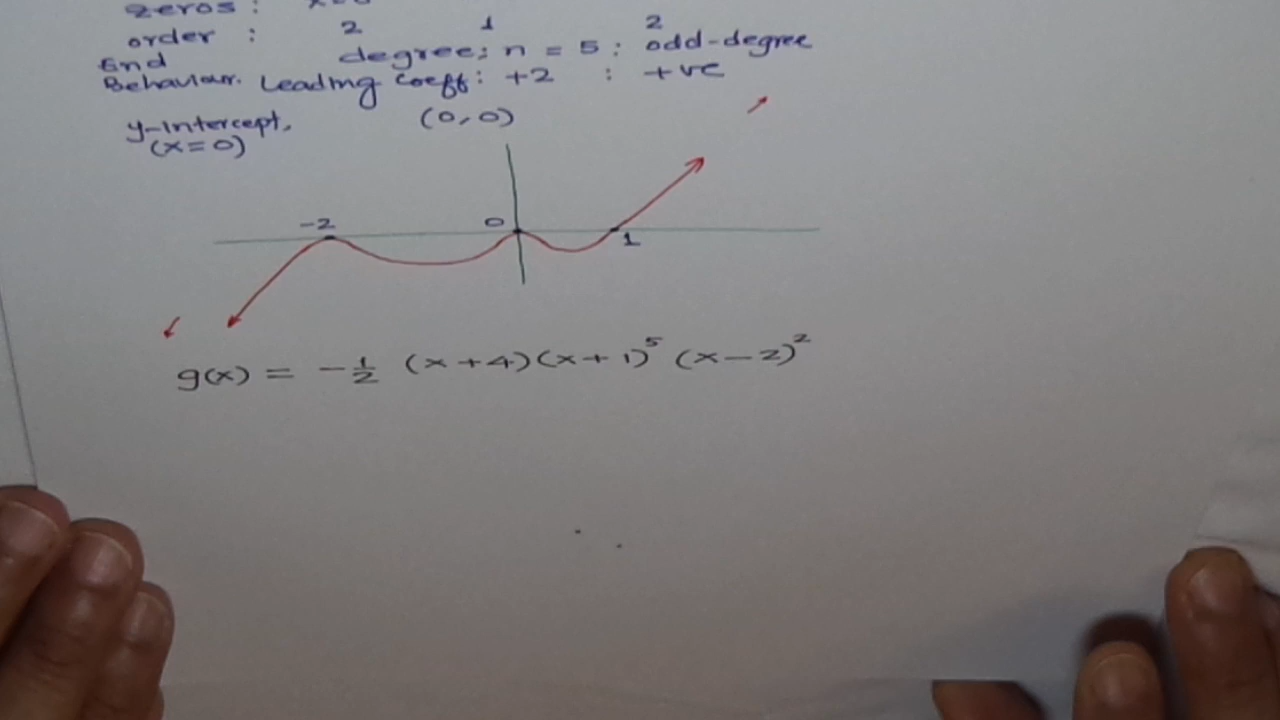 zeros :
order : 2 1 2
End degree; n = 5 : odd-degree
Behaviour. Leading coeff: +2 : +ve
y-intercept, (0,0)
(x=0)
-2 0 1
g(x) = -1/2 (x+4)(x+1)^5 (x-2)^2